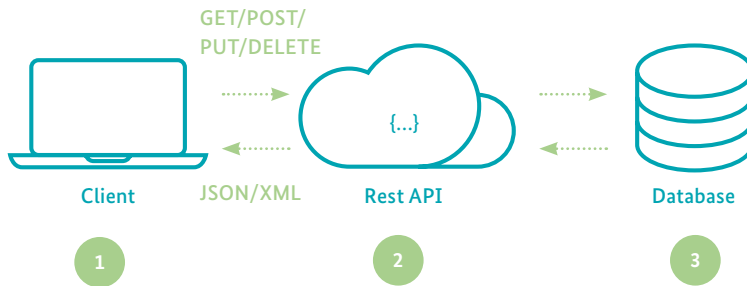 GET/POST/
PUT/DELETE
{...}
Client
JSON/XML
Rest API
Database
1
2
3